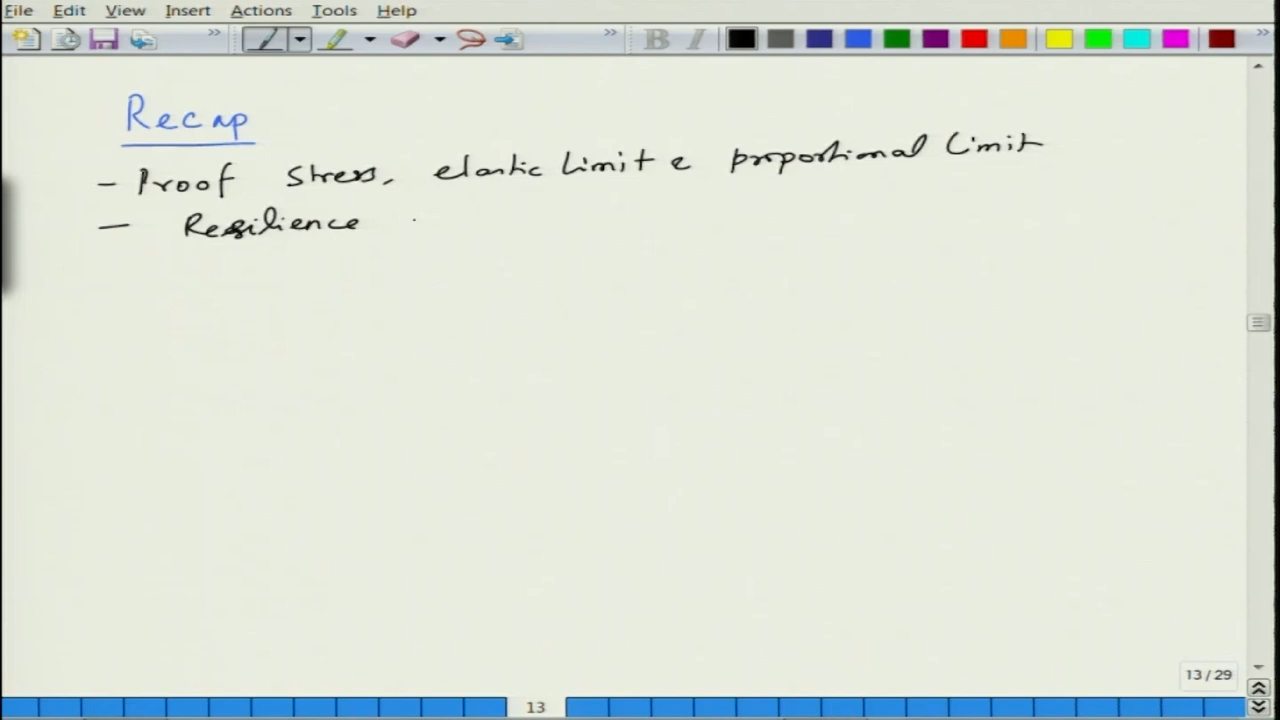 File Edit View Insert Actions Tools Help
B I
Recap
- Proof stress, elastic limit e proportional limit
- Resilience
13 / 29
13